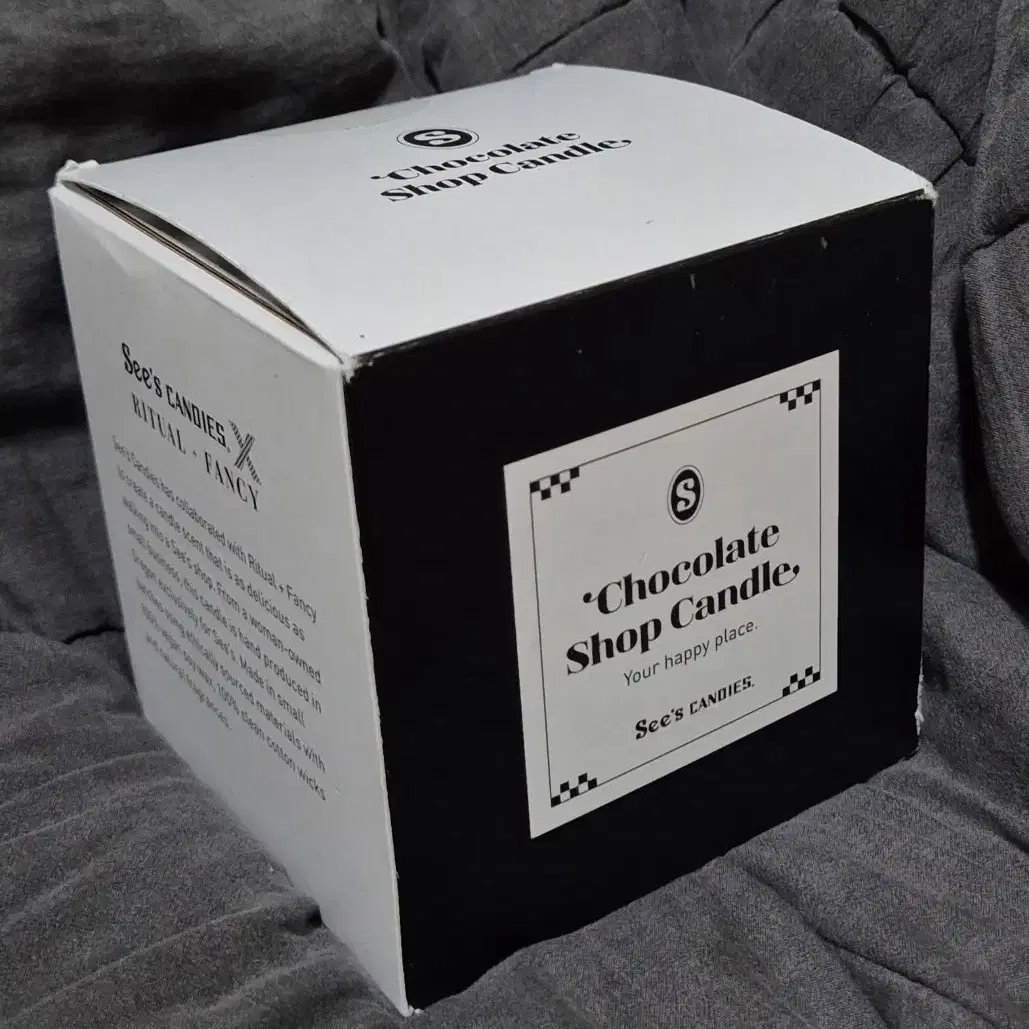 S
Chocolate
Shop Candle
See's CANDIES® X
RITUAL + FANCY
See's Candies has collaborated with Ritual + Fancy
to create a candle scent that is as delicious as
walking into a See's shop. From a woman-owned
small business, this candle is hand produced in
Oregon exclusively for See's. Made in small
batches using ethically sourced materials with
100% vegan soy wax, 100% clean cotton wicks
and natural fragrances.
S
Chocolate
Shop Candle
Your happy place.
See's CANDIES®